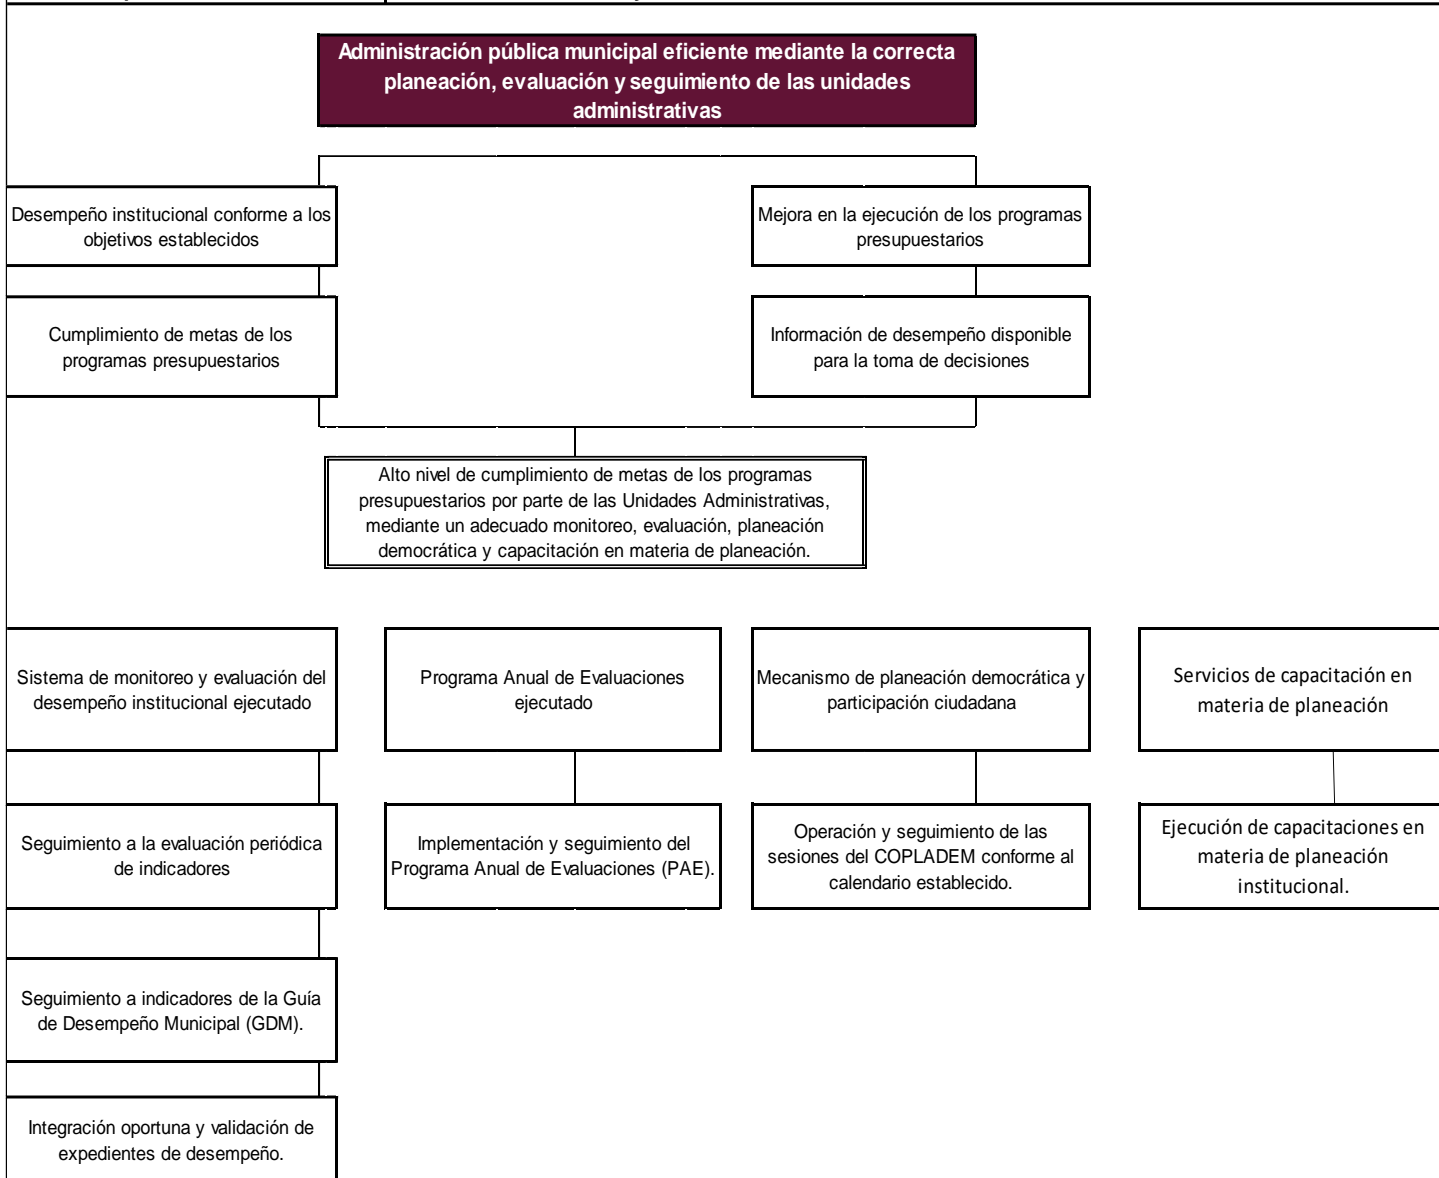 Administración pública municipal eficiente mediante la correcta
planeación, evaluación y seguimiento de las unidades
administrativas
Desempeño institucional conforme a los
objetivos establecidos
Mejora en la ejecución de los programas
presupuestarios
Cumplimiento de metas de los
programas presupuestarios
Información de desempeño disponible
para la toma de decisiones
Alto nivel de cumplimiento de metas de los programas
presupuestarios por parte de las Unidades Administrativas,
mediante un adecuado monitoreo, evaluación, planeación
democrática y capacitación en materia de planeación.
Sistema de monitoreo y evaluación del
desempeño institucional ejecutado
Programa Anual de Evaluaciones
ejecutado
Mecanismo de planeación democrática y
participación ciudadana
Servicios de capacitación en
materia de planeación
Seguimiento a la evaluación periódica
de indicadores
Implementación y seguimiento del
Programa Anual de Evaluaciones (PAE).
Operación y seguimiento de las
sesiones del COPLADEM conforme al
calendario establecido.
Ejecución de capacitaciones en
materia de planeación
institucional.
Seguimiento a indicadores de la Guía
de Desempeño Municipal (GDM).
Integración oportuna y validación de
expedientes de desempeño.